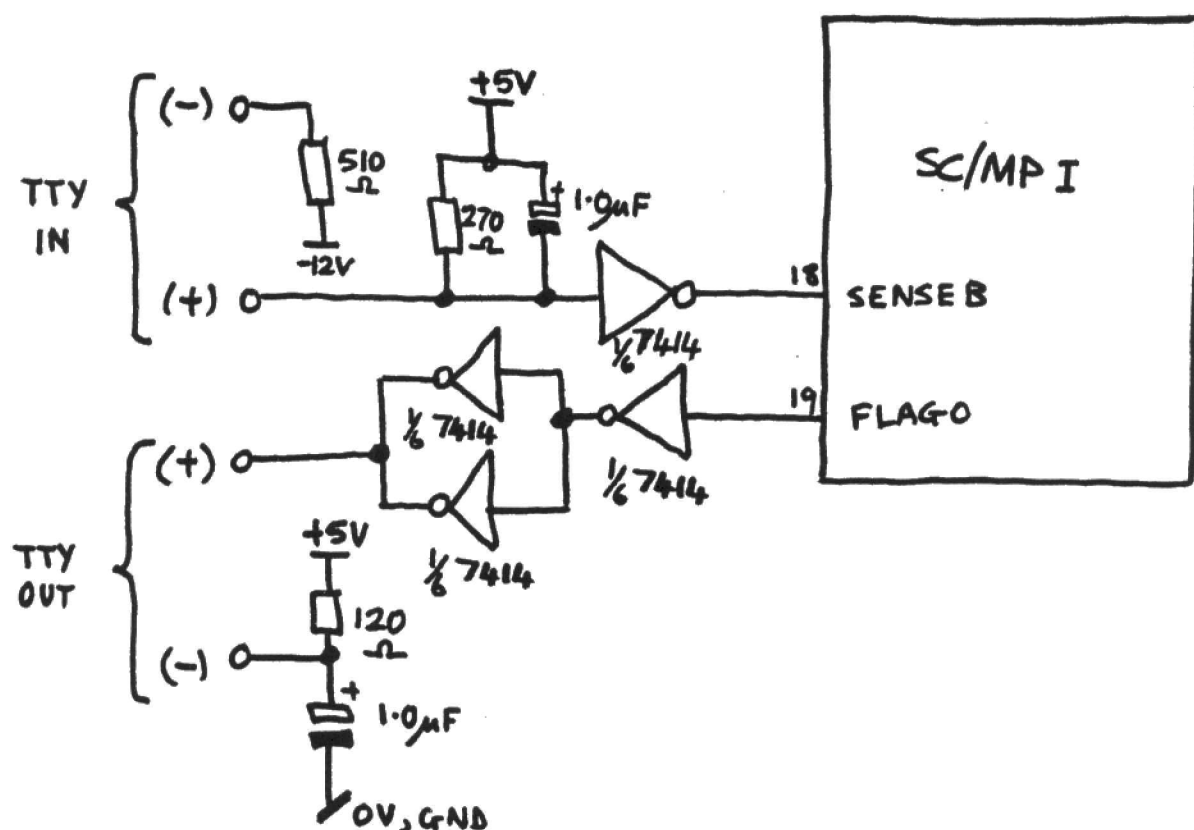 +5V
(-)
510
Ω
TTY
IN
-12V
270
Ω
+
1.0μF
SC/MP I
(+)
18
SENSE B
1/6 7414
19
FLAG 0
1/6 7414
1/6 7414
(+)
1/6 7414
+5V
TTY
OUT
120
Ω
(-)
+
1.0μF
0V, GND